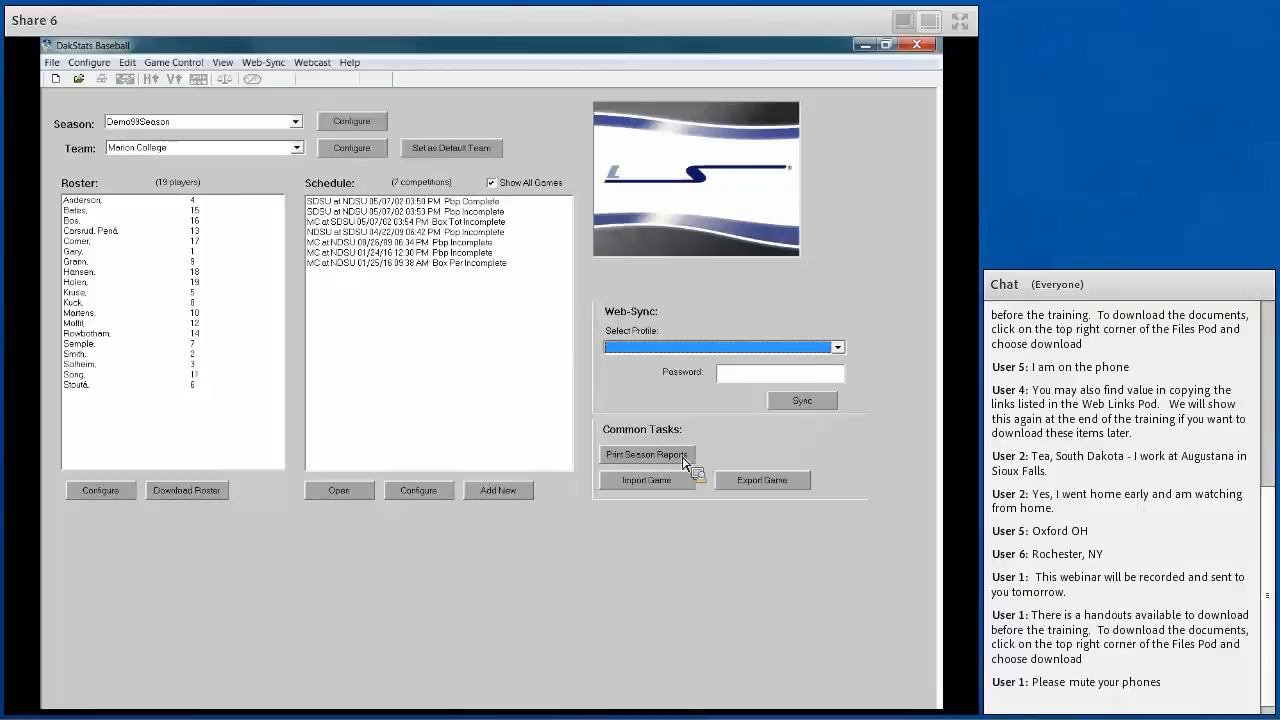 Share 6
DakStats Baseball
File Configure Edit Game Control View Web-Sync Webcast Help
Season: Demo99Season Configure
Team: Marion College Configure Set as Default Team
Roster: (19 players)
Anderson, 4
Bates, 15
Bos, 16
Carsrud, Pená, 13
Comer, 17
Gary, 1
Grann, 9
Hansen, 18
Holen, 19
Kruse, 5
Kuck, 8
Martens, 10
Moffit, 12
Rowbotham, 14
Semple, 7
Smith, 2
Solheim, 3
Song, 11
Stoutá, 6
Configure Download Roster
Schedule: (7 competitions) Show All Games
SDSU at NDSU 05/07/02 03:50 PM Pbp Complete
SDSU at NDSU 05/07/02 03:53 PM Pbp Incomplete
MC at NDSU 05/07/02 03:54 PM Box Tot Incomplete
NDSU at SDSU 04/22/09 06:42 PM Pbp Incomplete
MC at NDSU 08/26/09 06:34 PM Pbp Incomplete
MC at NDSU 01/24/16 12:30 PM Pbp Incomplete
MC at NDSU 01/25/16 09:38 AM Box Per Incomplete
Open Configure Add New
LS®
Web-Sync:
Select Profile:
Password:
Sync
Common Tasks:
Print Season Reports
Import Game Export Game
Chat (Everyone)
before the training. To download the documents,
click on the top right corner of the Files Pod and
choose download
User 5: I am on the phone
User 4: You may also find value in copying the
links listed in the Web Links Pod. We will show
this again at the end of the training if you want to
download these items later.
User 2: Tea, South Dakota - I work at Augustana in
Sioux Falls.
User 2: Yes, I went home early and am watching
from home.
User 5: Oxford OH
User 6: Rochester, NY
User 1: This webinar will be recorded and sent to
you tomorrow.
User 1: There is a handouts available to download
before the training. To download the documents,
click on the top right corner of the Files Pod and
choose download
User 1: Please mute your phones